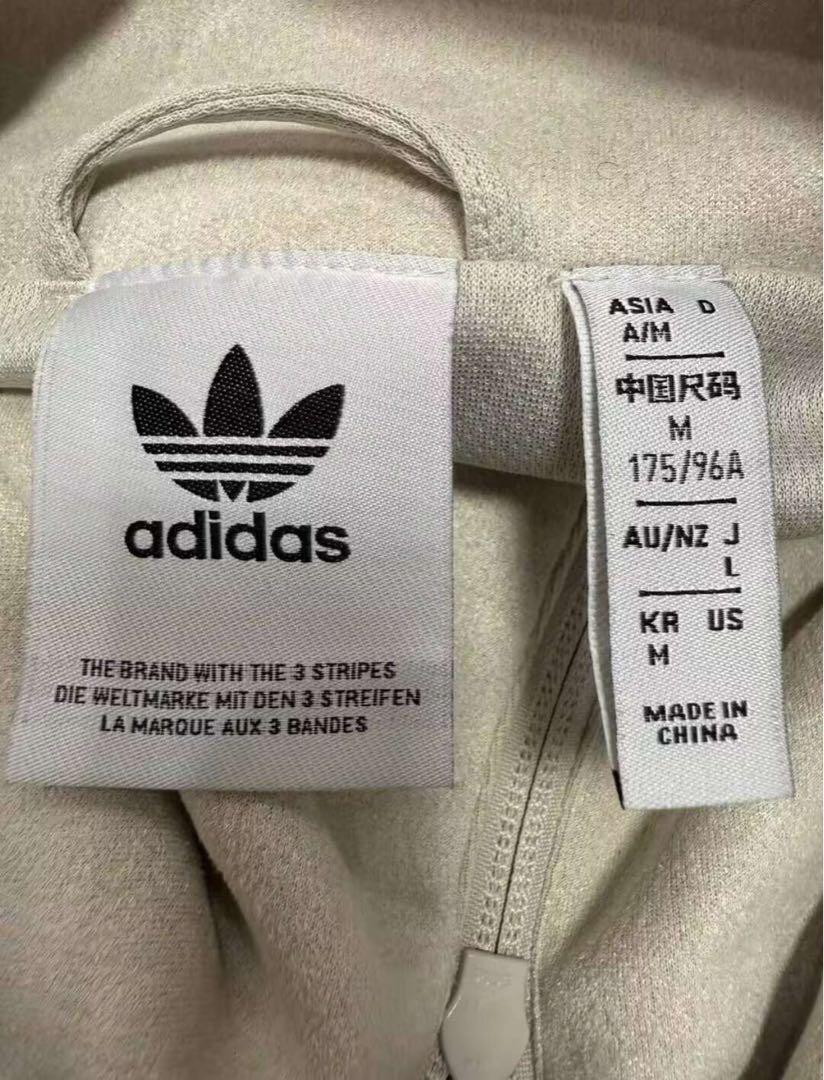 adidas
THE BRAND WITH THE 3 STRIPES
DIE WELTMARKE MIT DEN 3 STREIFEN
LA MARQUE AUX 3 BANDES
ASIA D
A/M
中国尺码
M
175/96A
AU/NZ J
L
KR US
M
MADE IN
CHINA